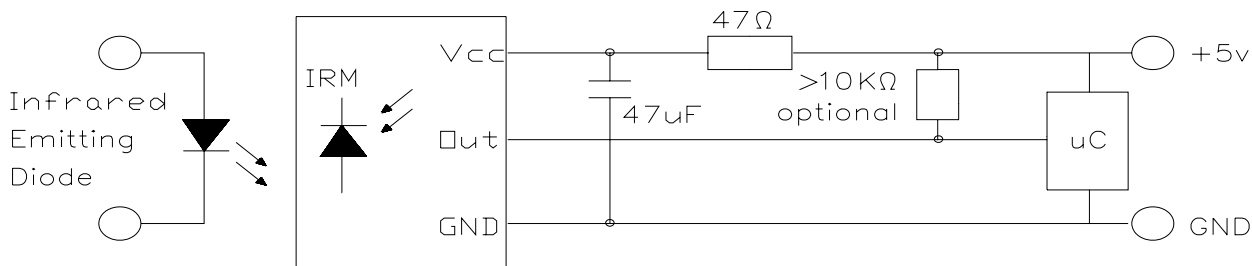 Infrared
Emitting
Diode
IRM
Vcc
Out
GND
47Ω
47uF
>10KΩ
optional
uC
+5v
GND